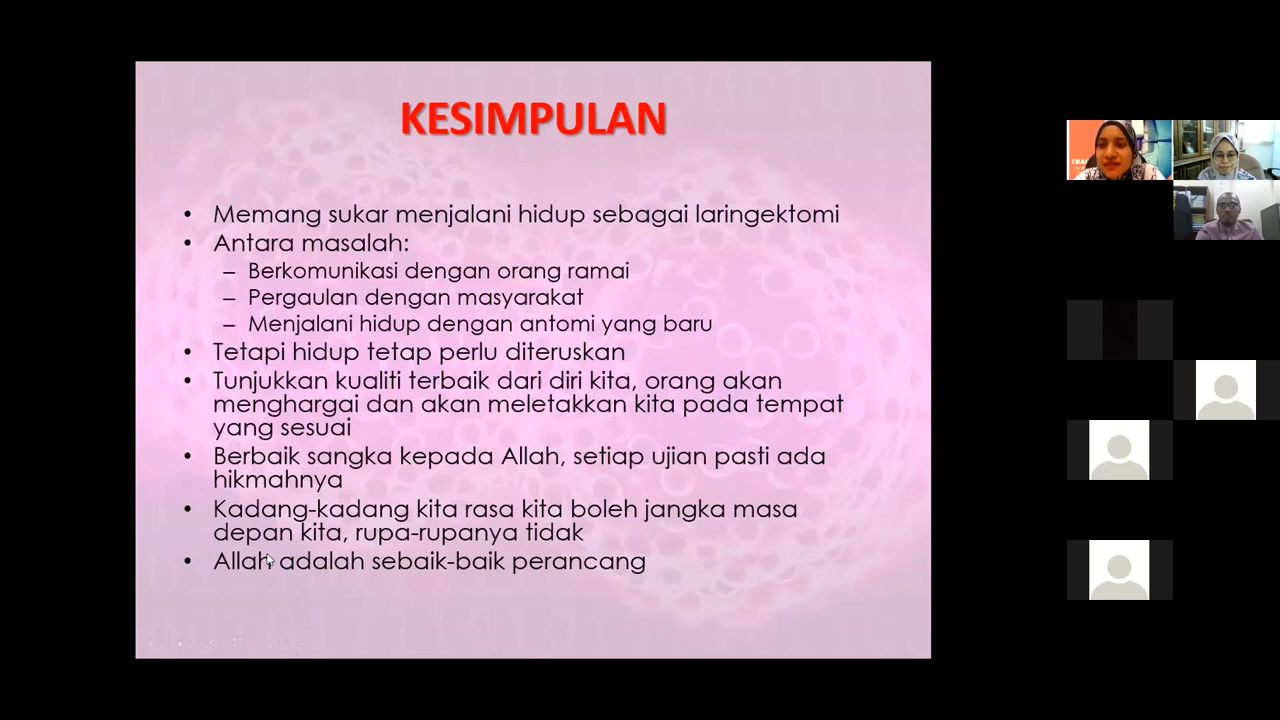 KESIMPULAN
• Memang sukar menjalani hidup sebagai laringektomi
• Antara masalah:
– Berkomunikasi dengan orang ramai
– Pergaulan dengan masyarakat
– Menjalani hidup dengan antomi yang baru
• Tetapi hidup tetap perlu diteruskan
• Tunjukkan kualiti terbaik dari diri kita, orang akan
menghargai dan akan meletakkan kita pada tempat
yang sesuai
• Berbaik sangka kepada Allah, setiap ujian pasti ada
hikmahnya
• Kadang-kadang kita rasa kita boleh jangka masa
depan kita, rupa-rupanya tidak
• Allah adalah sebaik-baik perancang